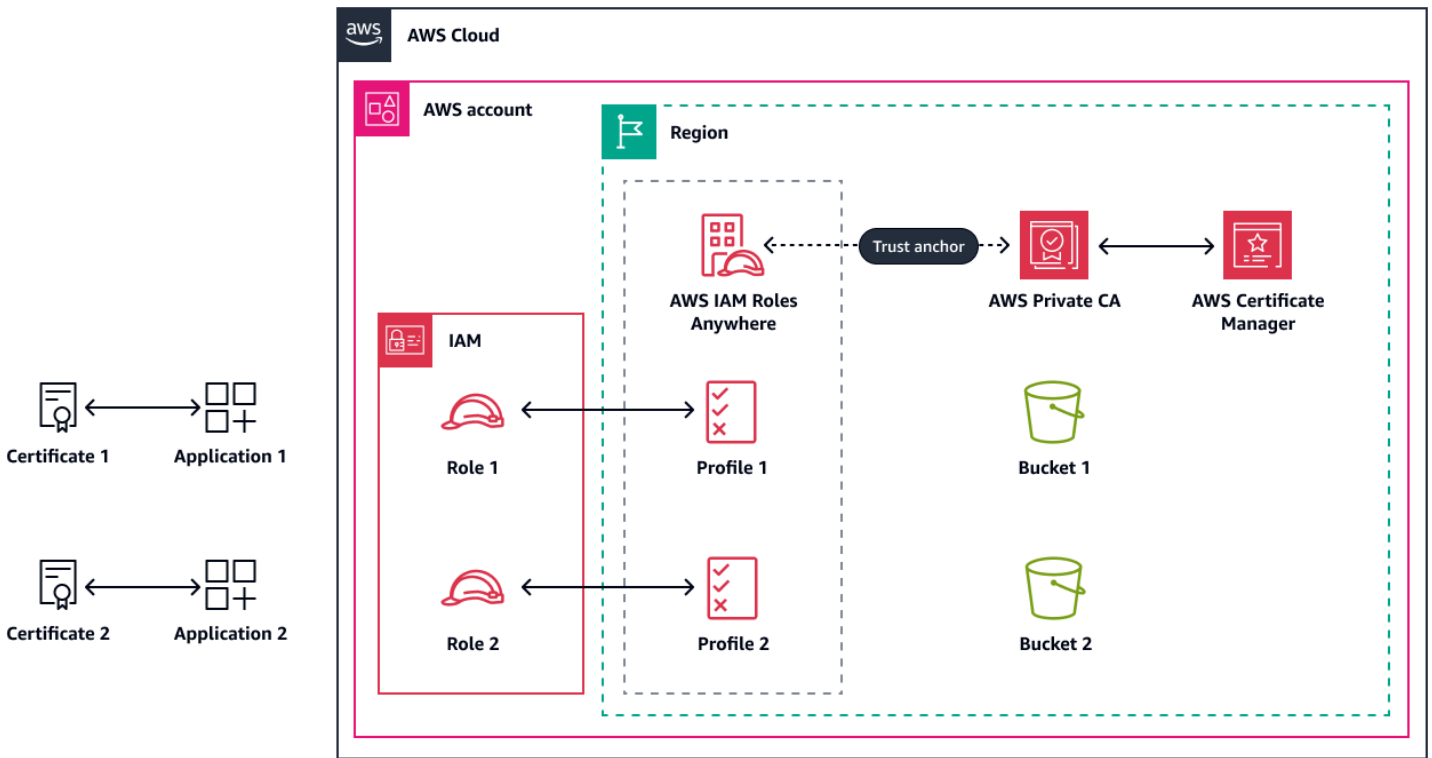 aws
AWS Cloud
AWS account
Region
Trust anchor
AWS IAM Roles
Anywhere
AWS Private CA
AWS Certificate
Manager
IAM
Certificate 1
Application 1
Role 1
Profile 1
Bucket 1
Certificate 2
Application 2
Role 2
Profile 2
Bucket 2